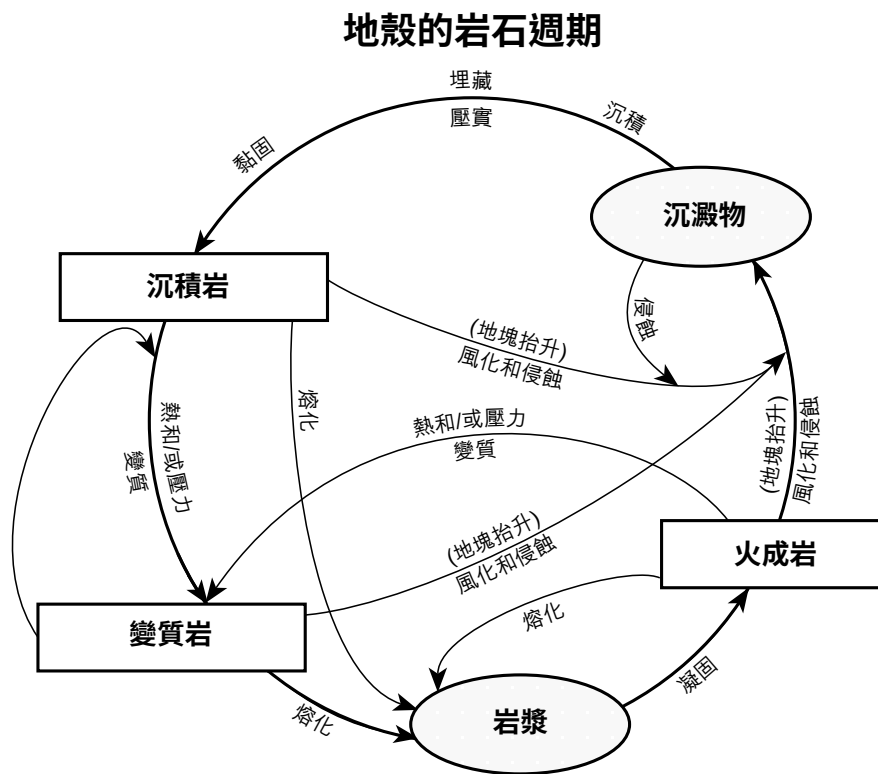 地殼的岩石週期
埋藏
壓實
沉積
黏固
沉澱物
沉積岩
侵蝕
(地塊抬升)
風化和侵蝕
熔化
熱和/或壓力
變質
熱和/或壓力
變質
(地塊抬升)
風化和侵蝕
(地塊抬升)
風化和侵蝕
火成岩
變質岩
熔化
熔化
岩漿
凝固